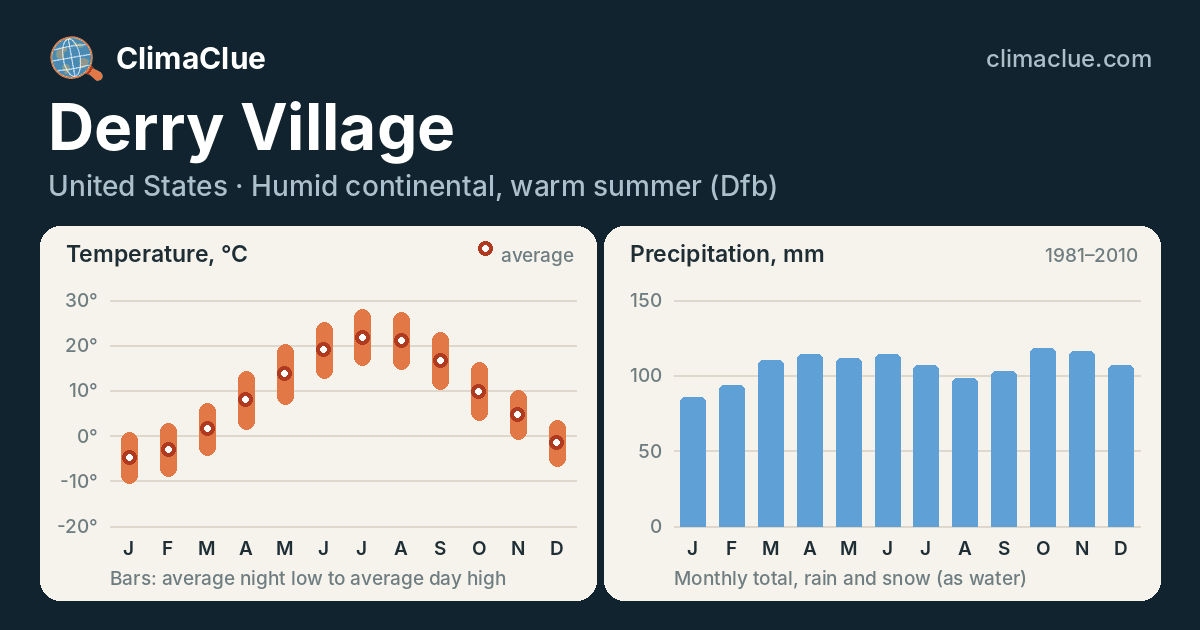 ClimaClue
climaclue.com
Derry Village
United States · Humid continental, warm summer (Dfb)
Temperature, °C
average
30°
20°
10°
0°
-10°
-20°
J F M A M J J A S O N D
Bars: average night low to average day high
Precipitation, mm
1981–2010
150
100
50
0
J F M A M J J A S O N D
Monthly total, rain and snow (as water)